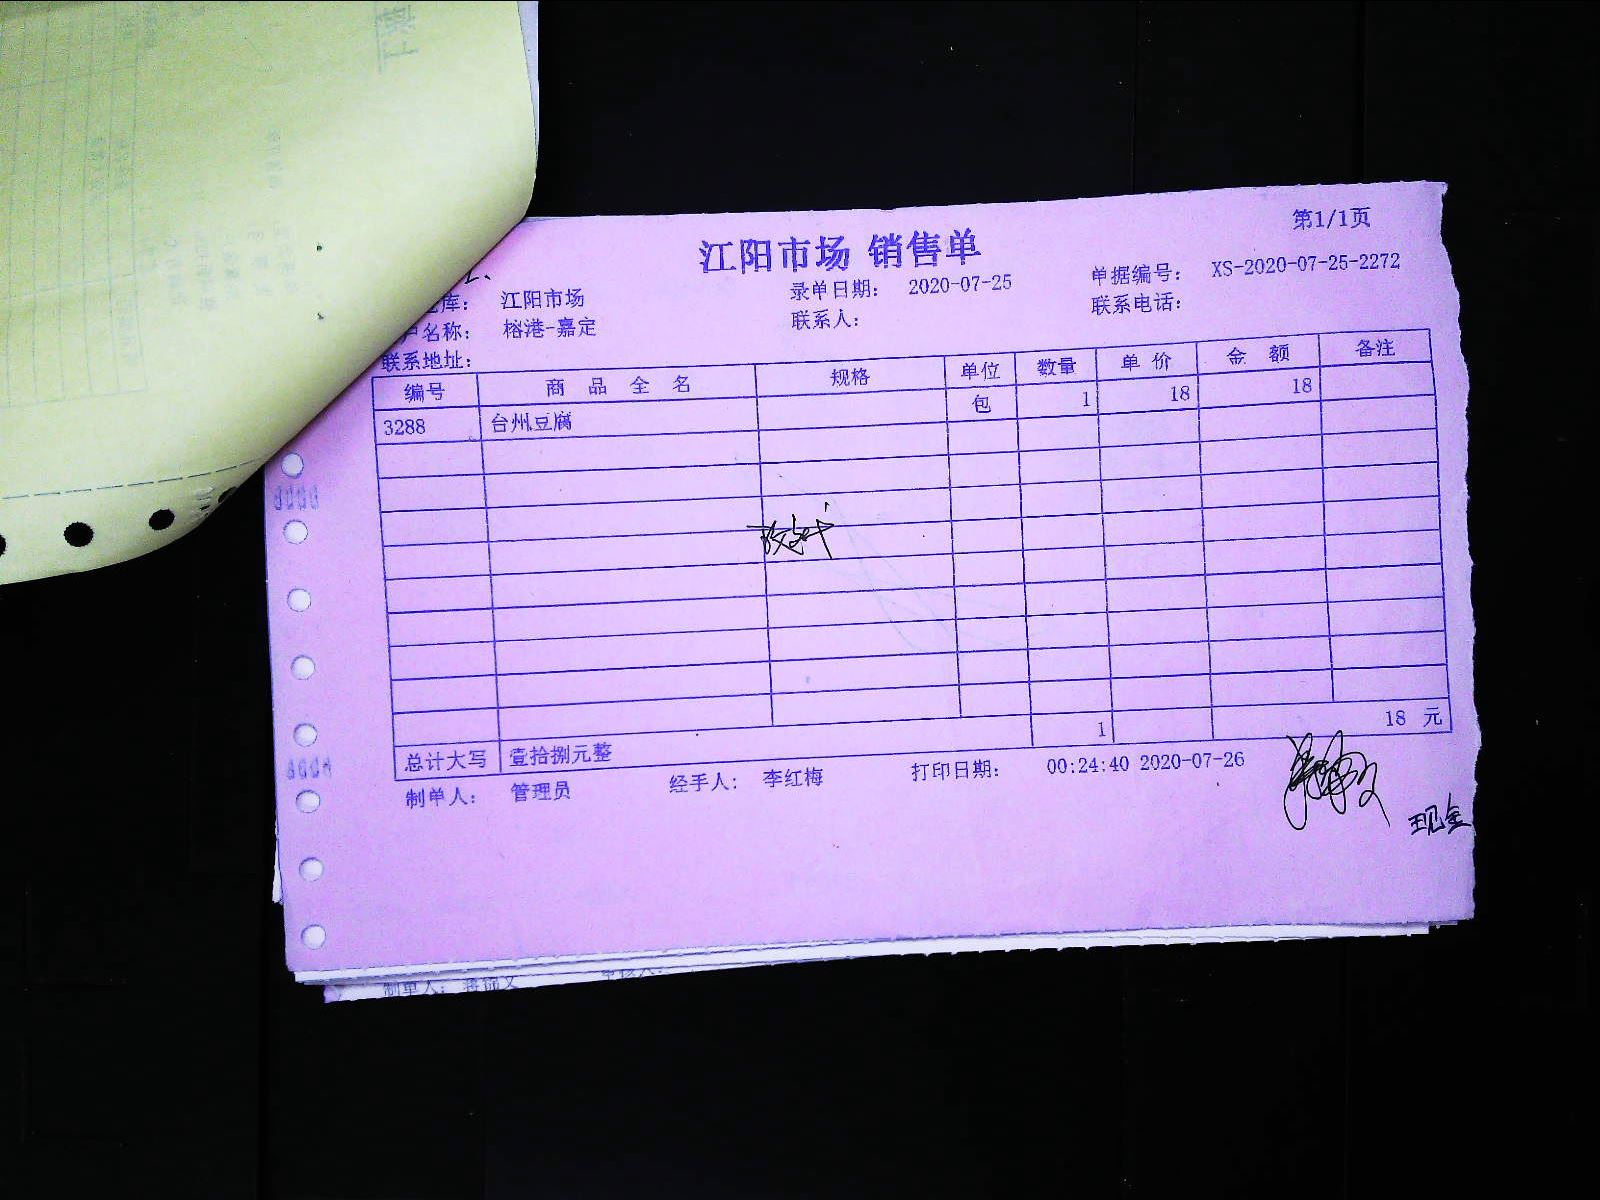 第1/1页
江阳市场 销售单
库： 江阳市场 录单日期： 2020-07-25 单据编号： XS-2020-07-25-2272
户名称： 榕港-嘉定 联系人： 联系电话：
联系地址：
编号 商品全名 规格 单位 数量 单价 金额 备注
3288 台州豆腐 包 1 18 18
1 18 元
总计大写 壹拾捌元整
制单人： 管理员 经手人： 李红梅 打印日期： 00:24:40 2020-07-26
现金
制单人：